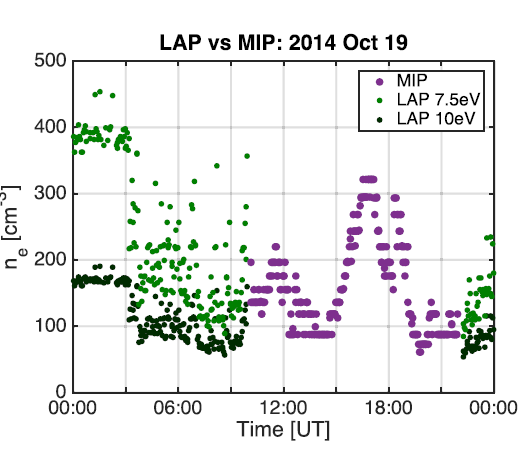 LAP vs MIP: 2014 Oct 19
500
400
300
200
100
0
n_e [cm^-3]
MIP
LAP 7.5eV
LAP 10eV
00:00 06:00 12:00 18:00 00:00
Time [UT]